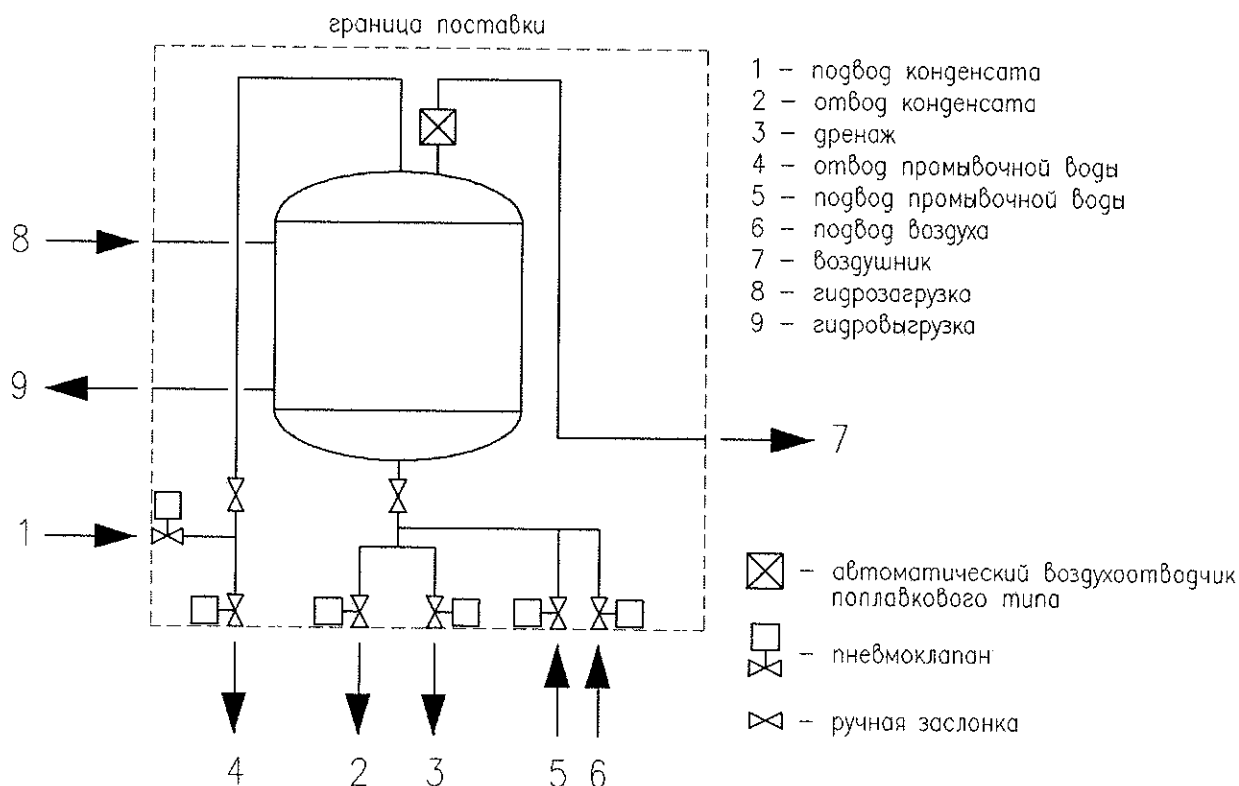 граница поставки
1 – подвод конденсата
2 – отвод конденсата
3 – дренаж
4 – отвод промывочной воды
5 – подвод промывочной воды
6 – подвод воздуха
7 – воздушник
8 – гидрозагрузка
9 – гидровыгрузка
8
9
7
1
– автоматический воздухоотводчик
поплавкового типа
– пневмоклапан
– ручная заслонка
4 2 3 5 6